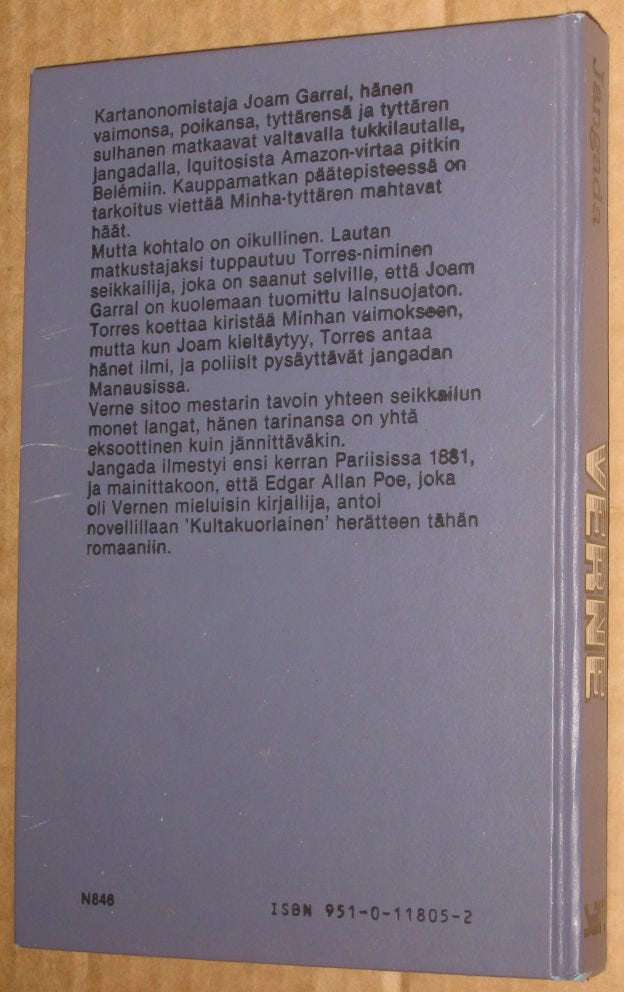 Kartanonomistaja Joam Garral, hänen
vaimonsa, poikansa, tyttärensä ja tyttären
sulhanen matkaavat valtavalla tukkilautalla,
jangadalla, Iquitosista Amazon-virtaa pitkin
Belémiin. Kauppamatkan päätepisteessä on
tarkoitus viettää Minha-tyttären mahtavat
häät.
Mutta kohtalo on oikullinen. Lautan
matkustajaksi tuppautuu Torres-niminen
seikkailija, joka on saanut selville, että Joam
Garral on kuolemaan tuomittu lainsuojaton.
Torres koettaa kiristää Minhan vaimokseen,
mutta kun Joam kieltäytyy, Torres antaa
hänet ilmi, ja poliisit pysäyttävät jangadan
Manausissa.
Verne sitoo mestarin tavoin yhteen seikkailun
monet langat, hänen tarinansa on yhtä
eksoottinen kuin jännittäväkin.
Jangada ilmestyi ensi kerran Pariisissa 1881,
ja mainittakoon, että Edgar Allan Poe, joka
oli Vernen mieluisin kirjailija, antoi
novellillaan 'Kultakuoriainen' herätteen tähän
romaaniin.
N846
ISBN 951-0-11805-2
Jangada
VERNE